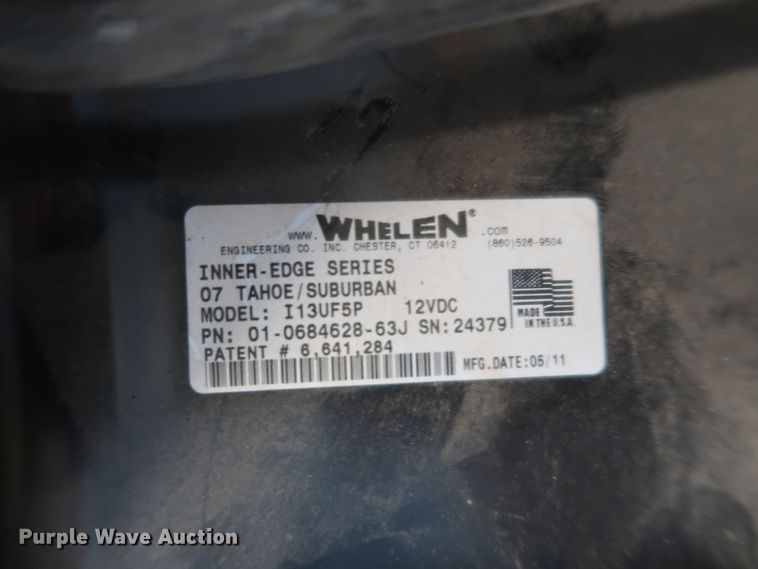 www.WHELEN®.com
ENGINEERING CO. INC. CHESTER, CT 06412 (860)526-9504
INNER-EDGE SERIES
07 TAHOE/SUBURBAN
MODEL: I13UF5P 12VDC
PN: 01-0684628-63J SN:24379
PATENT # 6,641,284
MADE
IN THE U.S.A.
MFG.DATE:05/11
Purple Wave Auction